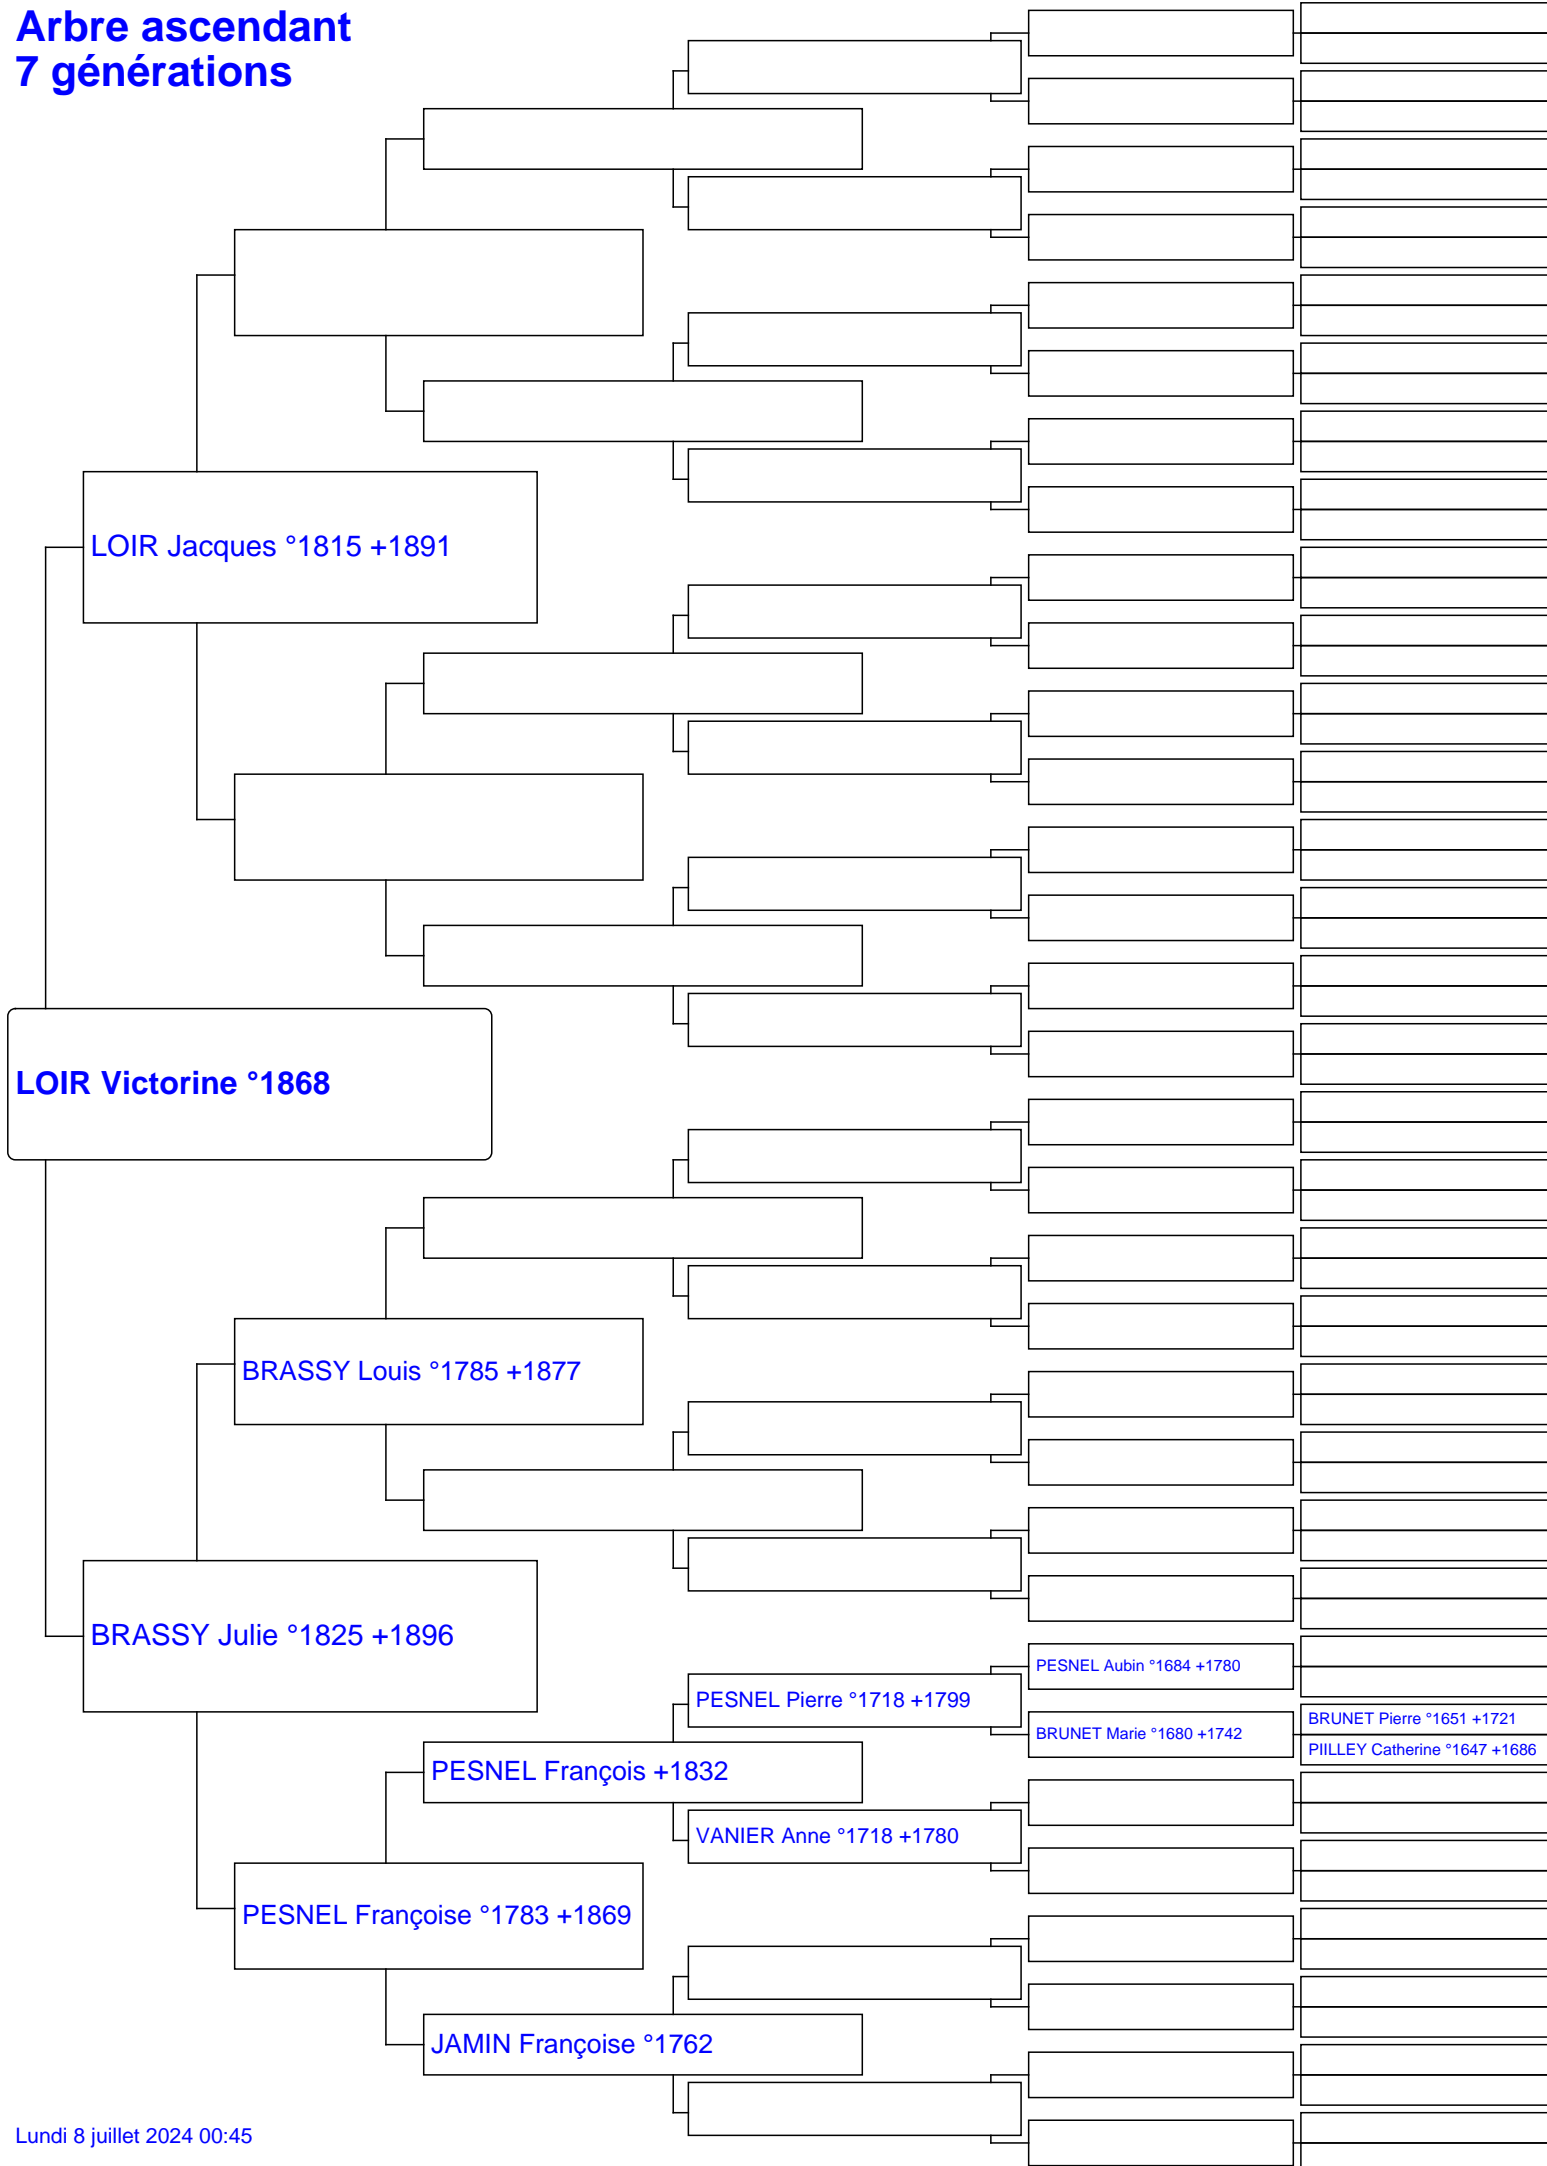 Arbre ascendant
7 générations
LOIR Jacques °1815 +1891
LOIR Victorine °1868
BRASSY Louis °1785 +1877
BRASSY Julie °1825 +1896
PESNEL Aubin °1684 +1780
PESNEL Pierre °1718 +1799
BRUNET Marie °1680 +1742
BRUNET Pierre °1651 +1721
PIILLEY Catherine °1647 +1686
PESNEL François +1832
VANIER Anne °1718 +1780
PESNEL Françoise °1783 +1869
JAMIN Françoise °1762
Lundi 8 juillet 2024 00:45